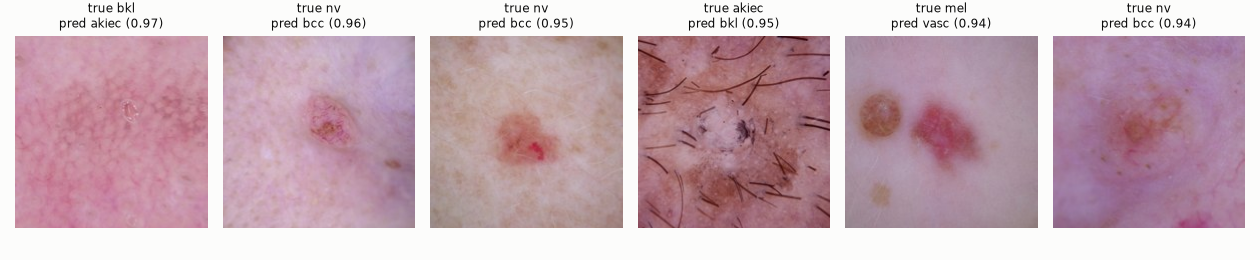 true bkl
pred akiec (0.97)
true nv
pred bcc (0.96)
true nv
pred bcc (0.95)
true akiec
pred bkl (0.95)
true mel
pred vasc (0.94)
true nv
pred bcc (0.94)